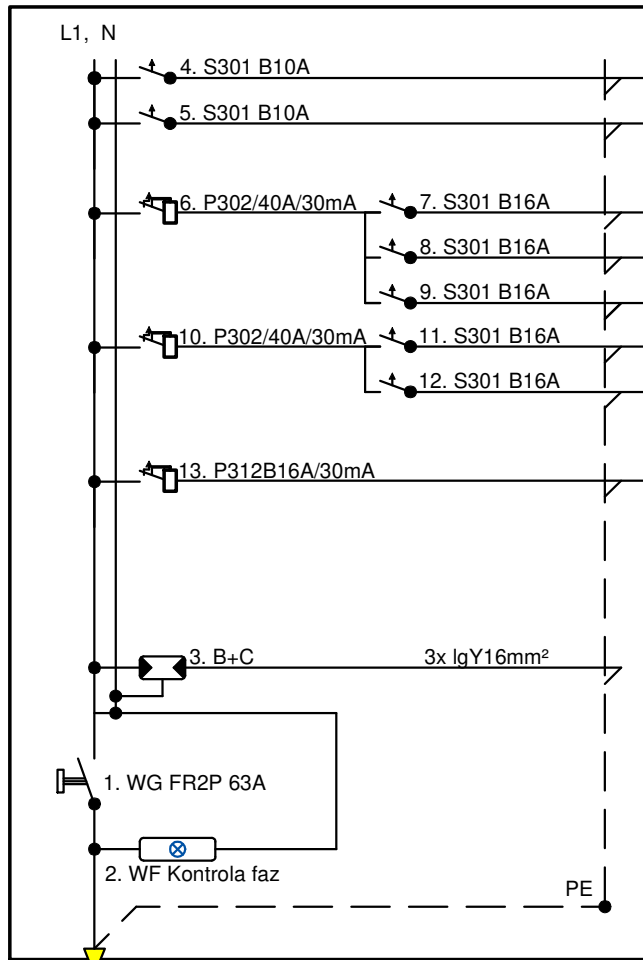 L1, N
4. S301 B10A
5. S301 B10A
6. P302/40A/30mA
7. S301 B16A
8. S301 B16A
9. S301 B16A
10. P302/40A/30mA
11. S301 B16A
12. S301 B16A
13. P312B16A/30mA
3. B+C
3x lgY16mm²
1. WG FR2P 63A
2. WF Kontrola faz
PE